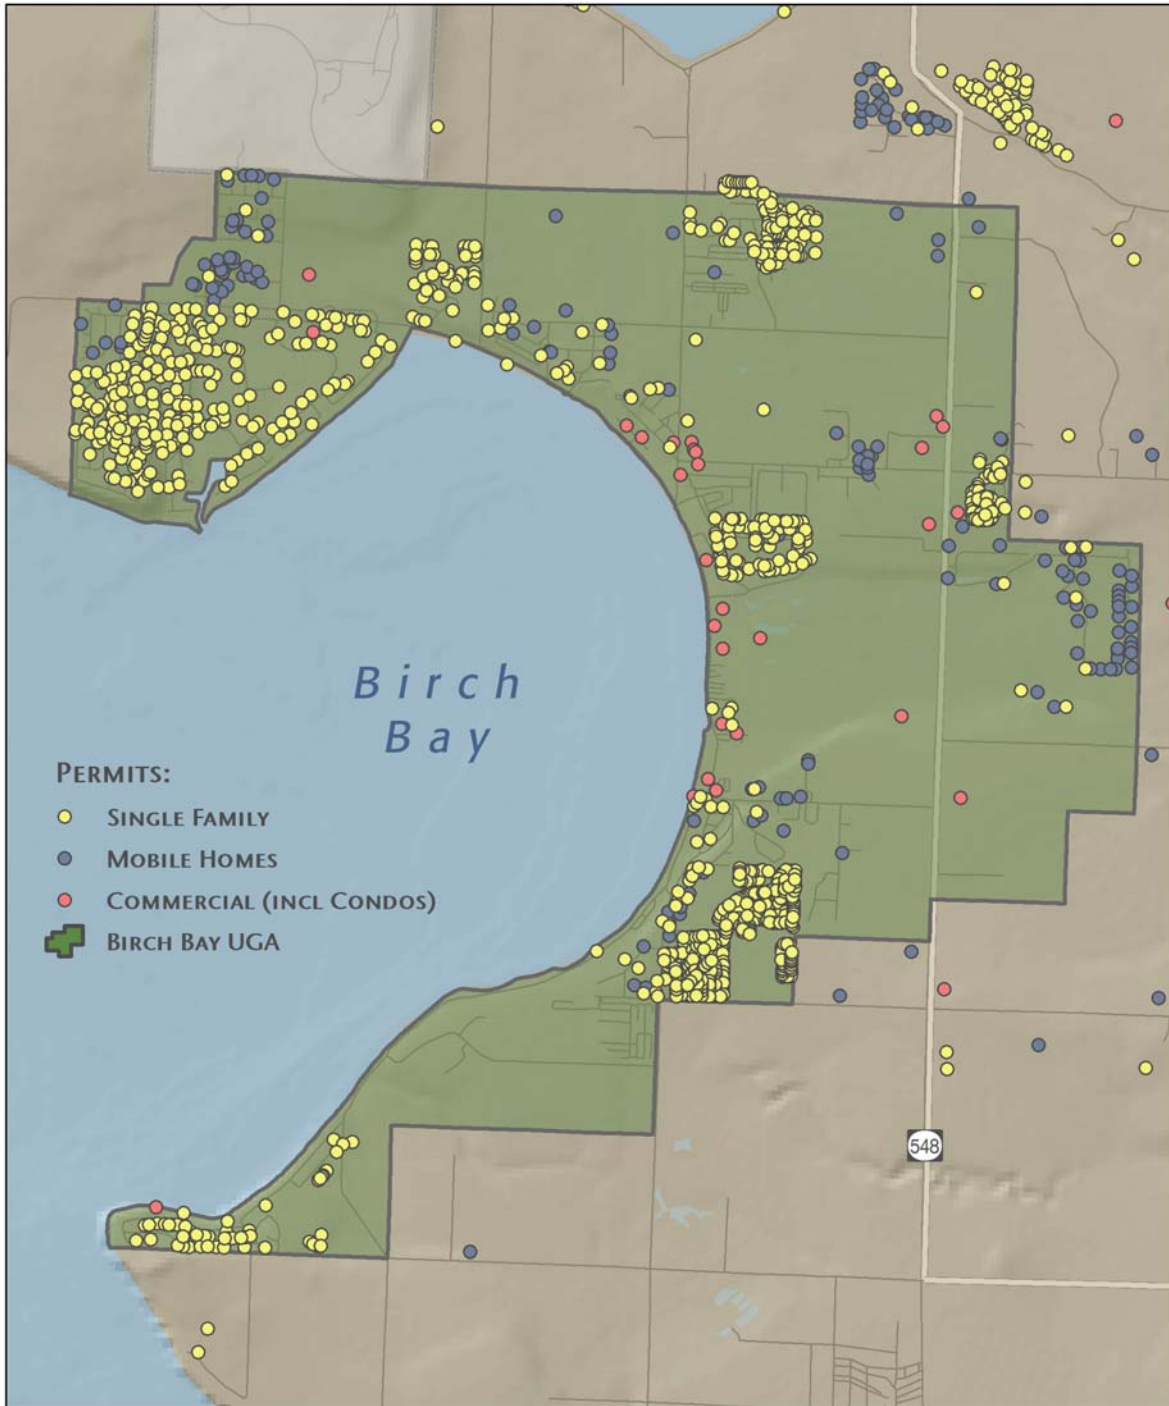 Birch
Bay
PERMITS:
SINGLE FAMILY
MOBILE HOMES
COMMERCIAL (INCL CONDOS)
BIRCH BAY UGA
548